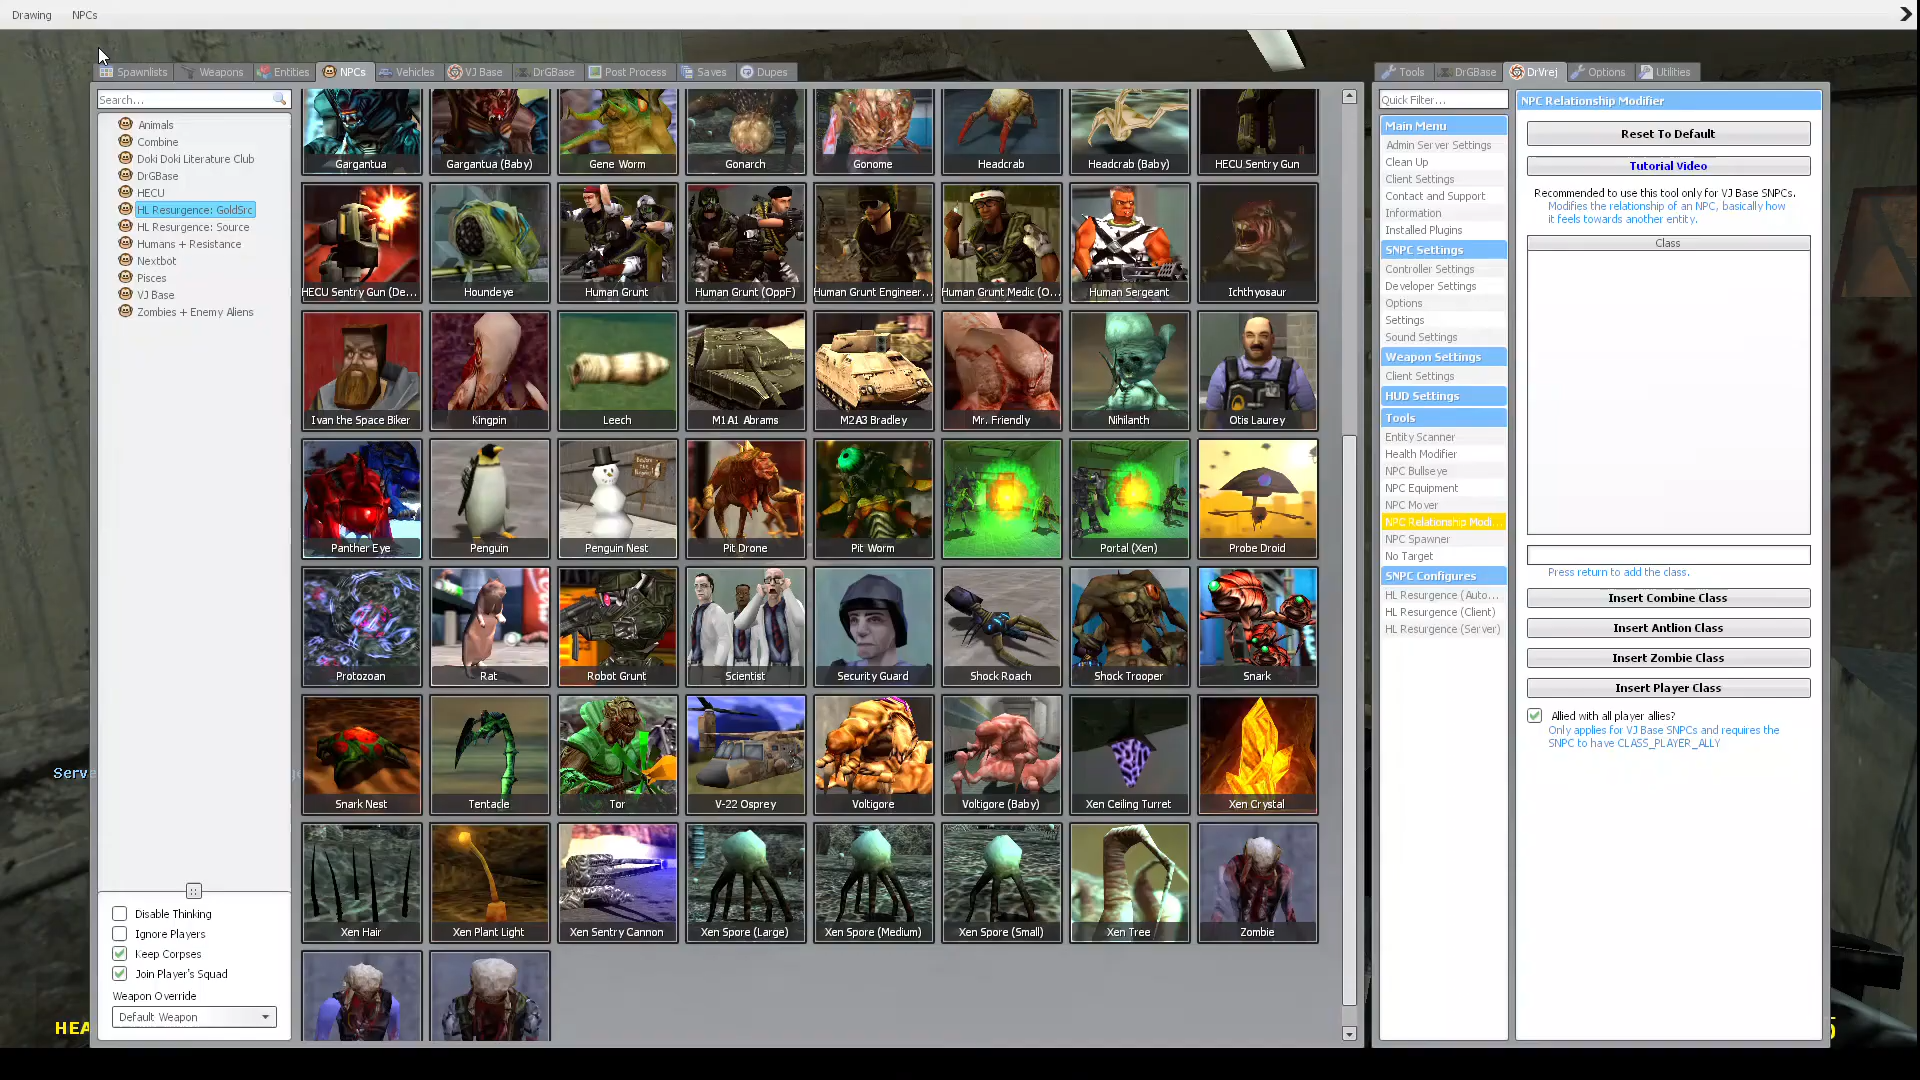 Drawing NPCs
Spawnlists Weapons Entities NPCs Vehicles VJ Base DrGBase Post Process Saves Dupes
Search...
Animals
Combine
Doki Doki Literature Club
DrGBase
HECU
HL Resurgence: GoldSrc
HL Resurgence: Source
Humans + Resistance
Nextbot
Pisces
VJ Base
Zombies + Enemy Aliens
Disable Thinking
Ignore Players
Keep Corpses
Join Player's Squad
Weapon Override
Default Weapon
Serve
HEA
Gargantua Gargantua (Baby) Gene Worm Gonarch Gonome Headcrab Headcrab (Baby) HECU Sentry Gun
HECU Sentry Gun (De... Houndeye Human Grunt Human Grunt (OppF) Human Grunt Engineer... Human Grunt Medic (O... Human Sergeant Ichthyosaur
Ivan the Space Biker Kingpin Leech M1A1 Abrams M2A3 Bradley Mr. Friendly Nihilanth Otis Laurey
Panther Eye Penguin Penguin Nest Pit Drone Pit Worm Portal (Xen) Probe Droid
Protozoan Rat Robot Grunt Scientist Security Guard Shock Roach Shock Trooper Snark
Snark Nest Tentacle Tor V-22 Osprey Voltigore Voltigore (Baby) Xen Ceiling Turret Xen Crystal
Xen Hair Xen Plant Light Xen Sentry Cannon Xen Spore (Large) Xen Spore (Medium) Xen Spore (Small) Xen Tree Zombie
Tools DrGBase DrVrej Options Utilities
Quick Filter...
Main Menu
Admin Server Settings
Clean Up
Client Settings
Contact and Support
Information
Installed Plugins
SNPC Settings
Controller Settings
Developer Settings
Options
Settings
Sound Settings
Weapon Settings
Client Settings
HUD Settings
Tools
Entity Scanner
Health Modifier
NPC Bullseye
NPC Equipment
NPC Mover
NPC Relationship Modi...
NPC Spawner
No Target
SNPC Configures
HL Resurgence (Auto...
HL Resurgence (Client)
HL Resurgence (Server)
NPC Relationship Modifier
Reset To Default
Tutorial Video
Recommended to use this tool only for VJ Base SNPCs.
Modifies the relationship of an NPC, basically how
it feels towards another entity.
Class
Press return to add the class.
Insert Combine Class
Insert Antlion Class
Insert Zombie Class
Insert Player Class
Allied with all player allies?
Only applies for VJ Base SNPCs and requires the
SNPC to have CLASS_PLAYER_ALLY